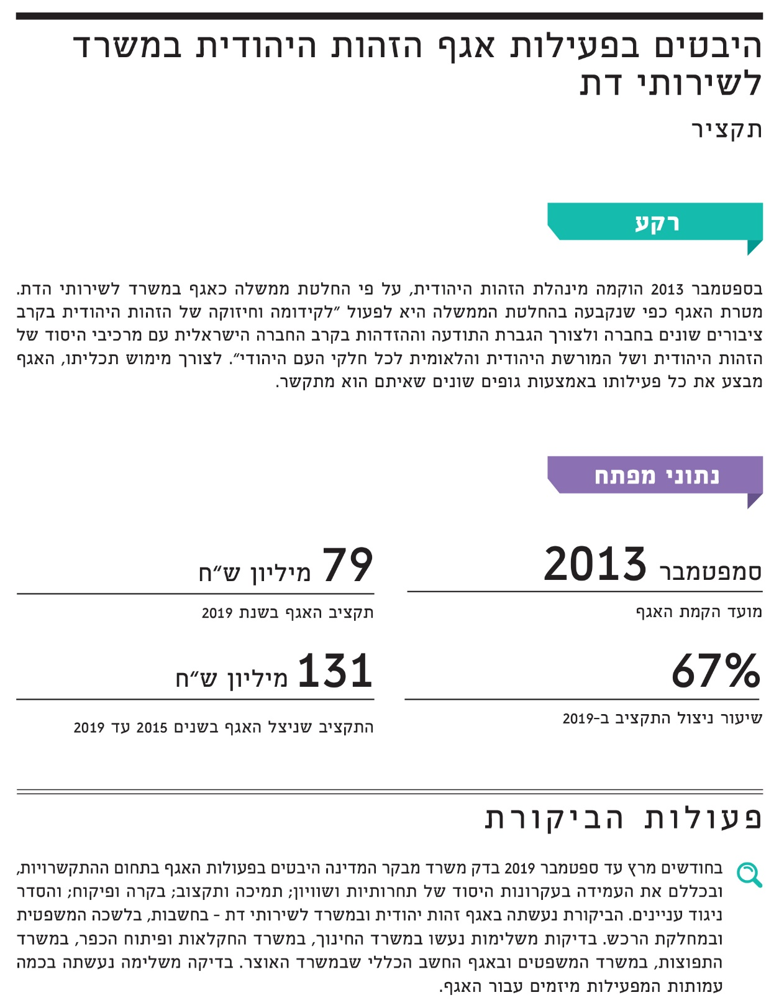 היבטים בפעילות אגף הזהות היהודית במשרד
לשירותי דת
תקציר
רקע
בספטמבר 2013 הוקמה מינהלת הזהות היהודית, על פי החלטת ממשלה כאגף במשרד לשירותי הדת.
מטרת האגף כפי שנקבעה בהחלטת הממשלה היא לפעול "לקידומה וחיזוקה של הזהות היהודית בקרב
ציבורים שונים בחברה ולצורך הגברת התודעה וההזדהות בקרב החברה הישראלית עם מרכיבי היסוד של
הזהות היהודית ושל המורשת היהודית והלאומית לכל חלקי העם היהודי". לצורך מימוש תכליתו, האגף
מבצע את כל פעילותו באמצעות גופים שונים שאיתם הוא מתקשר.
נתוני מפתח
סמפטמבר 2013
מועד הקמת האגף
79 מיליון ש"ח
תקציב האגף בשנת 2019
67%
שיעור ניצול התקציב ב-2019
131 מיליון ש"ח
התקציב שניצל האגף בשנים 2015 עד 2019
פעולות הביקורת
בחודשים מרץ עד ספטמבר 2019 בדק משרד מבקר המדינה היבטים בפעולות האגף בתחום ההתקשרויות,
ובכללם את העמידה בעקרונות היסוד של תחרותיות ושוויון; תמיכה ותקצוב; בקרה ופיקוח; והסדר
ניגוד עניינים. הביקורת נעשתה באגף זהות יהודית ובמשרד לשירותי דת - בחשבות, בלשכה המשפטית
ובמחלקת הרכש. בדיקות משלימות נעשו במשרד החינוך, במשרד החקלאות ופיתוח הכפר, במשרד
התפוצות, במשרד המשפטים ובאגף החשב הכללי שבמשרד האוצר. בדיקה משלימה נעשתה בכמה
עמותות המפעילות מיזמים עבור האגף.